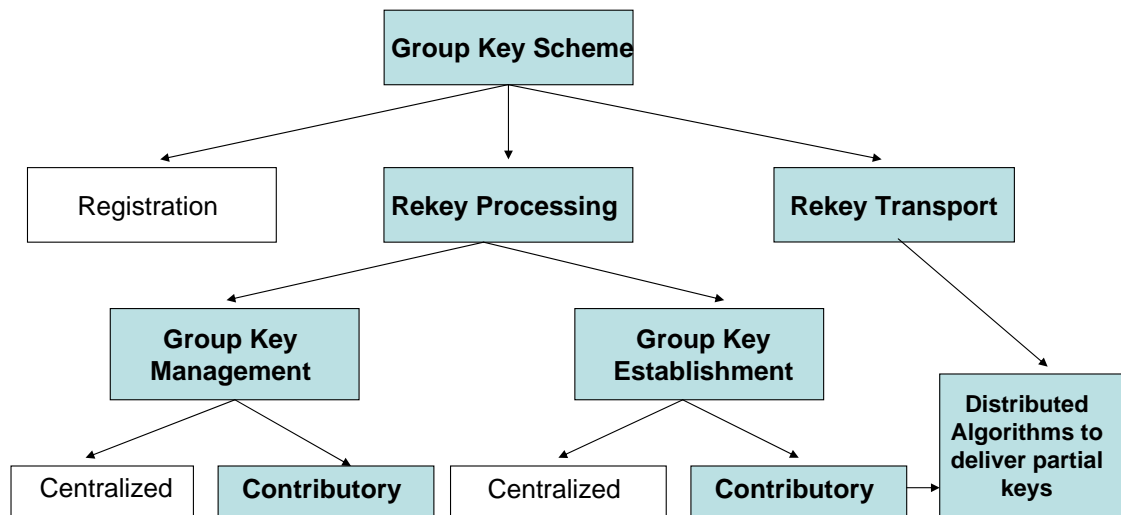 Group Key Scheme
Registration
Rekey Processing
Rekey Transport
Group Key
Management
Group Key
Establishment
Distributed
Algorithms to
deliver partial
keys
Centralized
Contributory
Centralized
Contributory